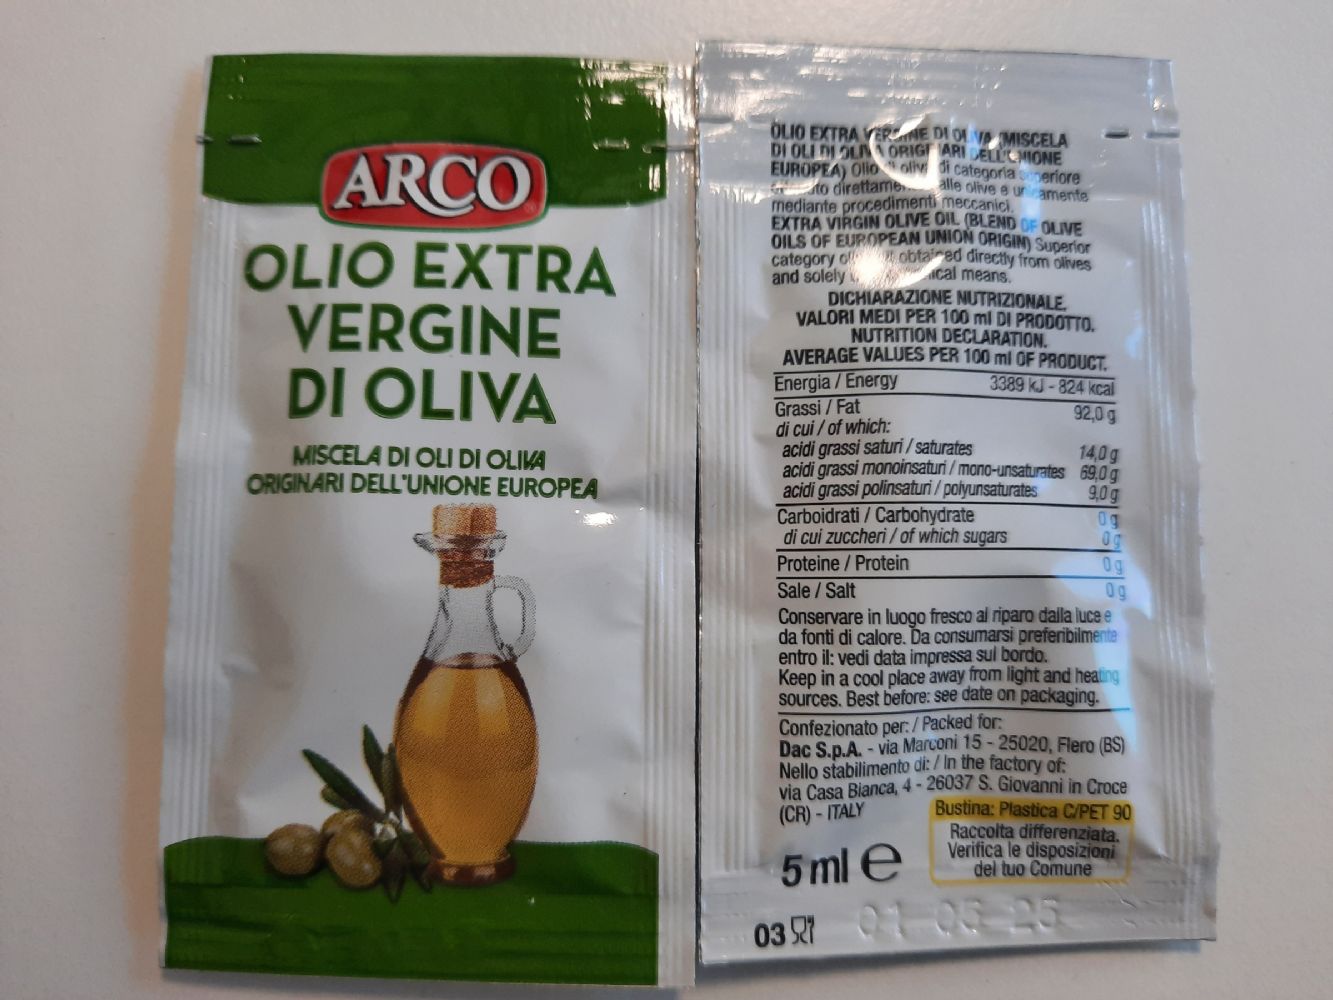 ARCO
OLIO EXTRA
VERGINE
DI OLIVA
MISCELA DI OLI DI OLIVA
ORIGINARI DELL'UNIONE EUROPEA
OLIO EXTRA VERGINE DI OLIVA (MISCELA
DI OLI DI OLIVA ORIGINARI DELL'UNIONE
EUROPEA) Olio di oliva di categoria superiore
direttamente dalle olive e unicamente
mediante procedimenti meccanici.
EXTRA VIRGIN OLIVE OIL (BLEND OF OLIVE
OILS OF EUROPEAN UNION ORIGIN) Superior
category obtained directly from olives
and solely means.
DICHIARAZIONE NUTRIZIONALE.
VALORI MEDI PER 100 ml DI PRODOTTO.
NUTRITION DECLARATION.
AVERAGE VALUES PER 100 ml OF PRODUCT.
Energia / Energy 3389 kJ - 824 kcal
Grassi / Fat 92,0 g
di cui / of which:
acidi grassi saturi / saturates 14,0 g
acidi grassi monoinsaturi / mono-unsaturates 69,0 g
acidi grassi polinsaturi / polyunsaturates 9,0 g
Carboidrati / Carbohydrate 0 g
di cui zuccheri / of which sugars 0 g
Proteine / Protein 0 g
Sale / Salt 0 g
Conservare in luogo fresco al riparo dalla luce e
da fonti di calore. Da consumarsi preferibilmente
entro il: vedi data impressa sul bordo.
Keep in a cool place away from light and heating
sources. Best before: see date on packaging.
Confezionato per: / Packed for:
Dac S.p.A. - via Marconi 15 - 25020, Flero (BS)
Nello stabilimento di: / In the factory of:
via Casa Bianca, 4 - 26037 S. Giovanni in Croce
(CR) - ITALY
Bustina: Plastica C/PET 90
Raccolta differenziata.
Verifica le disposizioni
del tuo Comune
5 ml e
03
01 05 25